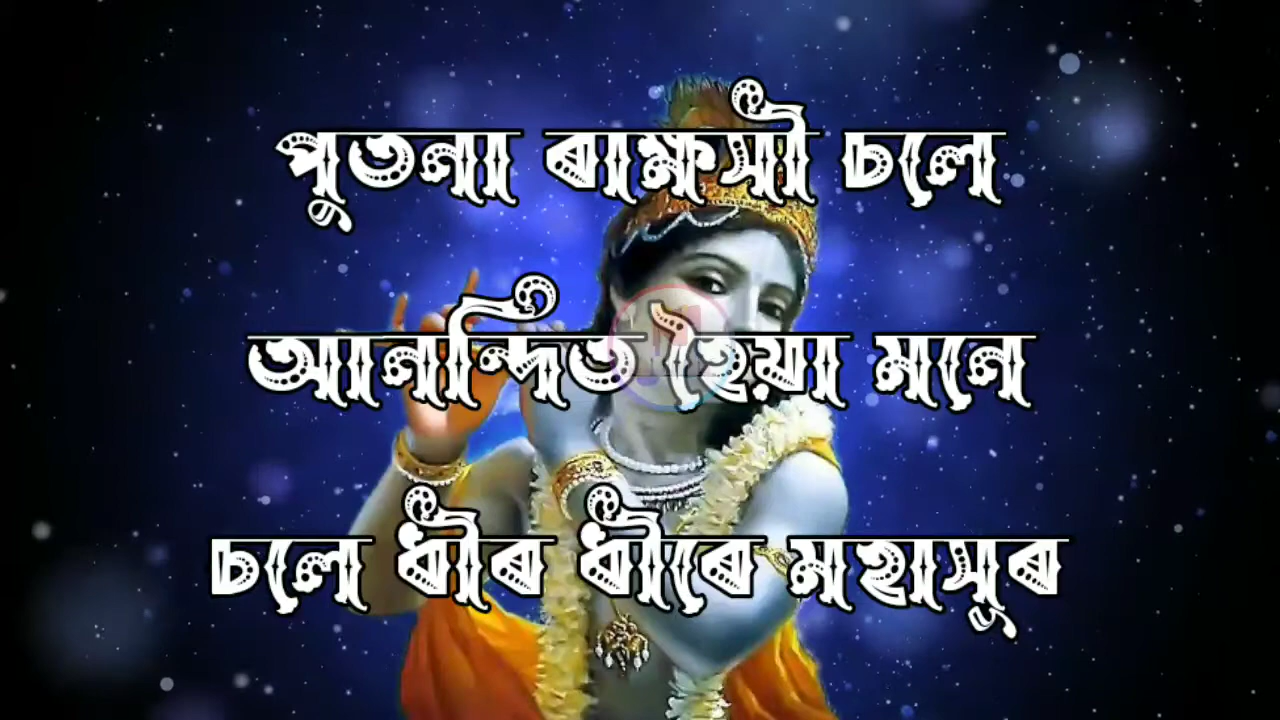 পুতনা ৰাক্ষসী চলে
আনন্দিত হৈয়া মনে
চলে ধীৰ ধীৰে মহাসুৰ